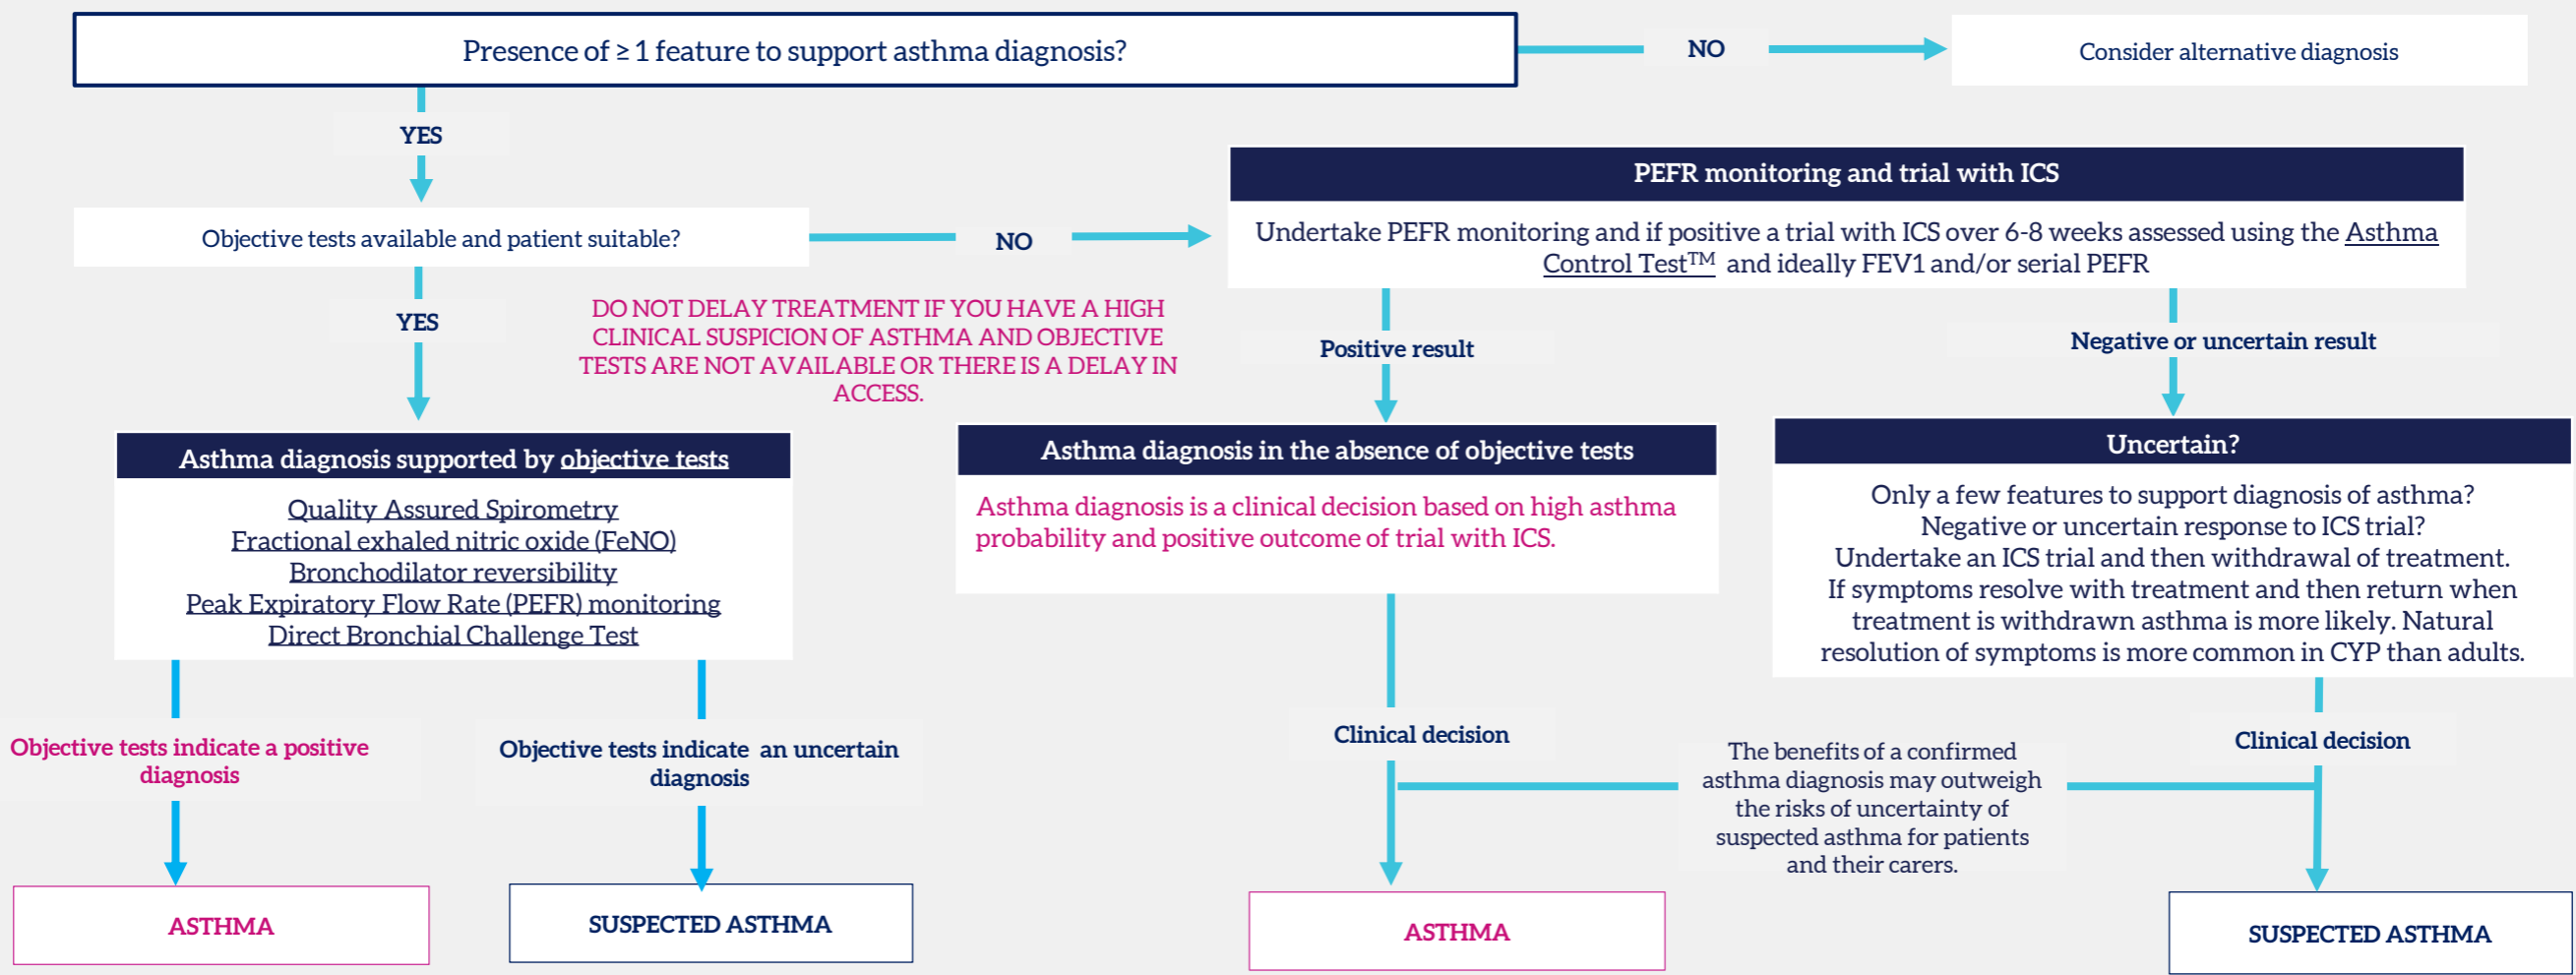 Presence of ≥ 1 feature to support asthma diagnosis?
NO
Consider alternative diagnosis
YES
PEFR monitoring and trial with ICS
Undertake PEFR monitoring and if positive a trial with ICS over 6-8 weeks assessed using the Asthma
Control Test™ and ideally FEV1 and/or serial PEFR
Objective tests available and patient suitable?
NO
YES
DO NOT DELAY TREATMENT IF YOU HAVE A HIGH
CLINICAL SUSPICION OF ASTHMA AND OBJECTIVE
TESTS ARE NOT AVAILABLE OR THERE IS A DELAY IN
ACCESS.
Positive result
Negative or uncertain result
Asthma diagnosis supported by objective tests
Quality Assured Spirometry
Fractional exhaled nitric oxide (FeNO)
Bronchodilator reversibility
Peak Expiratory Flow Rate (PEFR) monitoring
Direct Bronchial Challenge Test
Asthma diagnosis in the absence of objective tests
Asthma diagnosis is a clinical decision based on high asthma
probability and positive outcome of trial with ICS.
Uncertain?
Only a few features to support diagnosis of asthma?
Negative or uncertain response to ICS trial?
Undertake an ICS trial and then withdrawal of treatment.
If symptoms resolve with treatment and then return when
treatment is withdrawn asthma is more likely. Natural
resolution of symptoms is more common in CYP than adults.
Objective tests indicate a positive
diagnosis
Objective tests indicate an uncertain
diagnosis
Clinical decision
The benefits of a confirmed
asthma diagnosis may outweigh
the risks of uncertainty of
suspected asthma for patients
and their carers.
Clinical decision
ASTHMA
SUSPECTED ASTHMA
ASTHMA
SUSPECTED ASTHMA